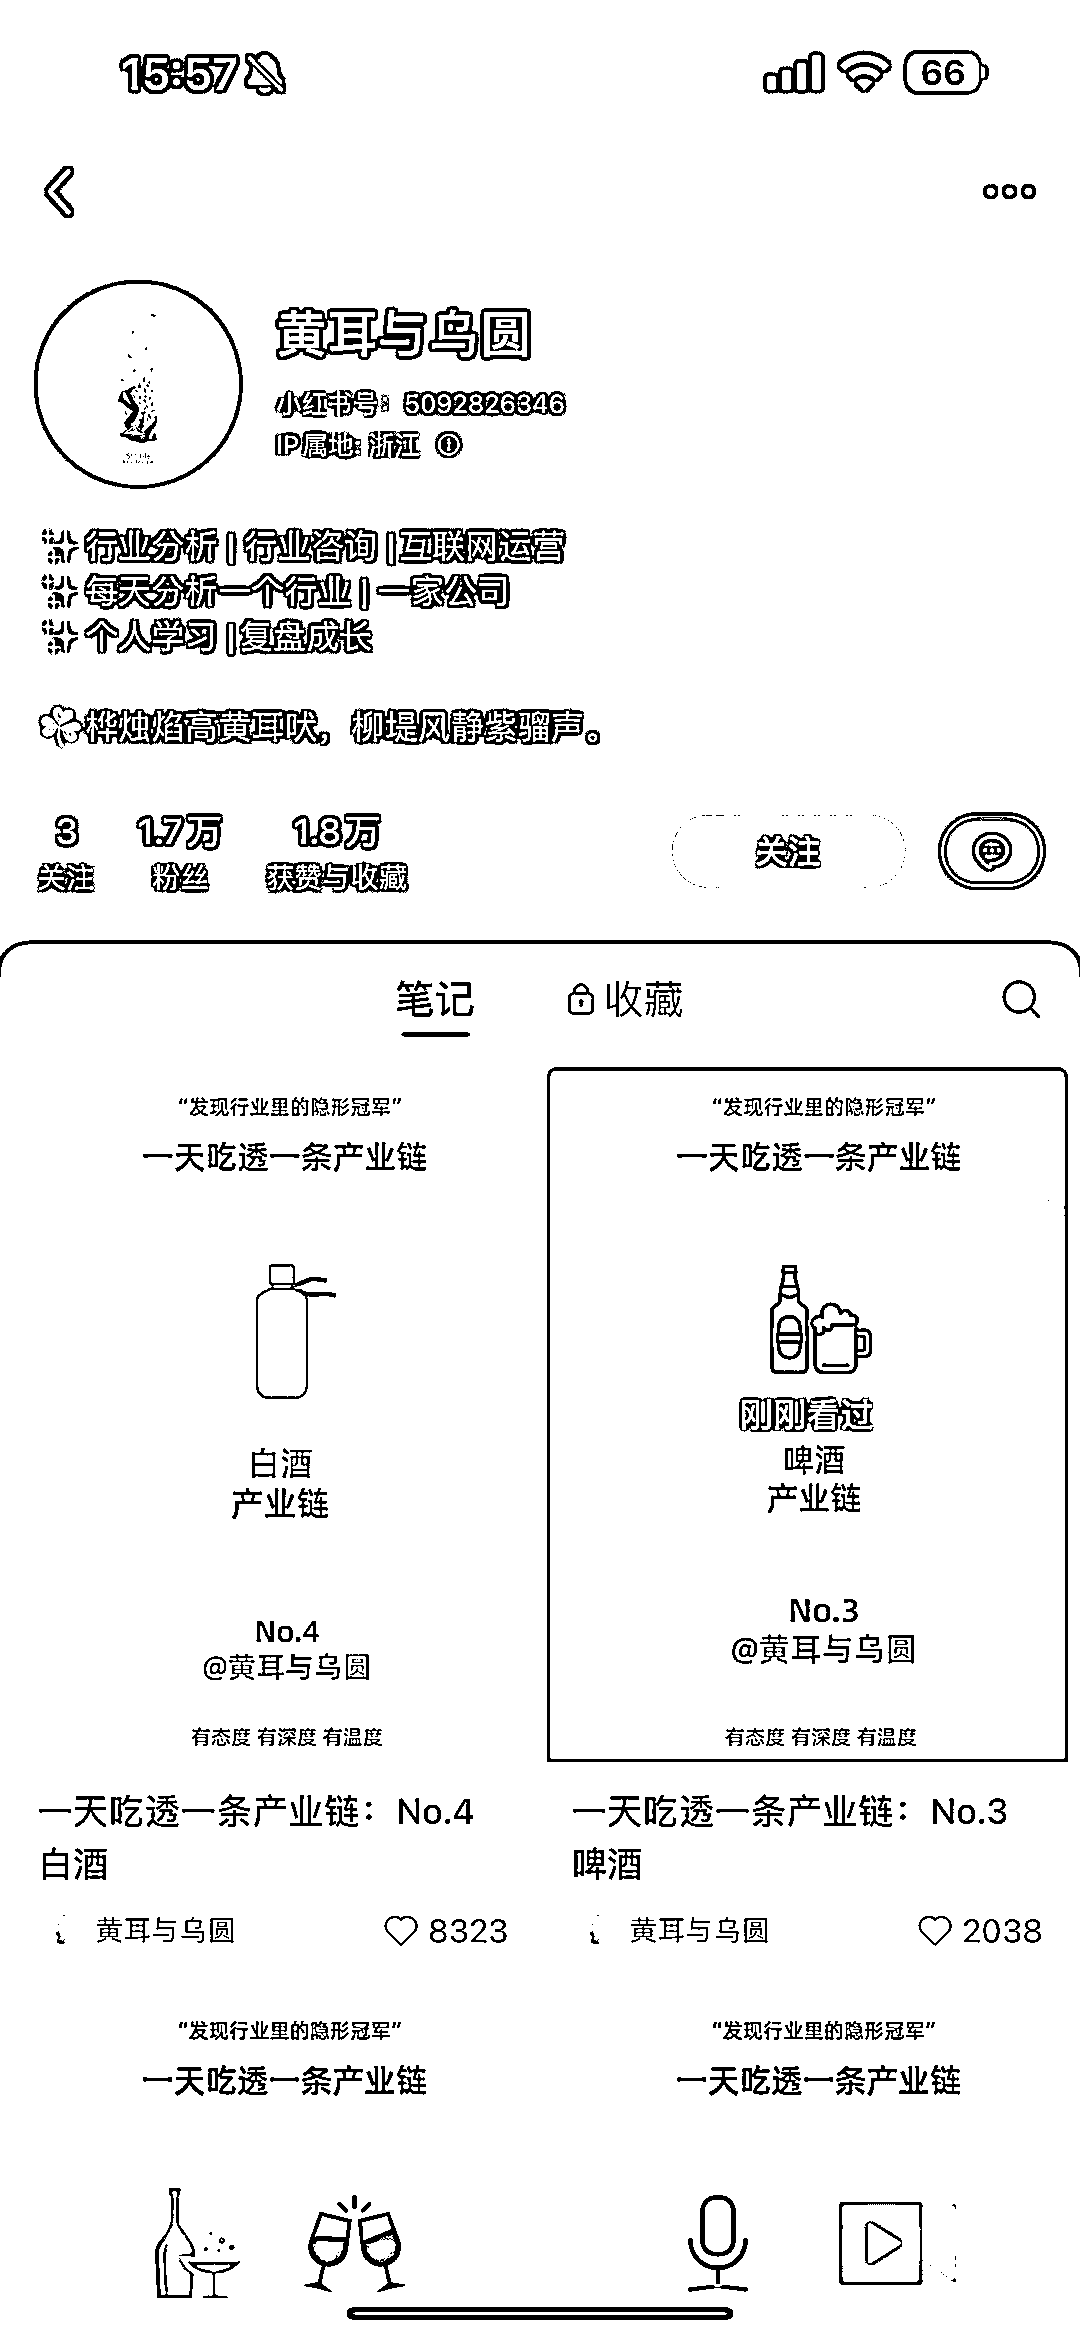 15:57
66
黄耳与乌圆
小红书号：5092826346
IP属地：浙江
行业分析 | 行业咨询 | 互联网运营
每天分析一个行业 | 一家公司
个人学习 | 复盘成长
桦烛焰高黄耳吠，柳堤风静紫骝声。
3 1.7万 1.8万
关注 粉丝 获赞与收藏
关注
笔记 收藏
“发现行业里的隐形冠军”
一天吃透一条产业链
白酒
产业链
No.4
@黄耳与乌圆
有态度 有深度 有温度
一天吃透一条产业链：No.4
白酒
黄耳与乌圆 8323
“发现行业里的隐形冠军”
一天吃透一条产业链
刚刚看过
啤酒
产业链
No.3
@黄耳与乌圆
有态度 有深度 有温度
一天吃透一条产业链：No.3
啤酒
黄耳与乌圆 2038
“发现行业里的隐形冠军”
一天吃透一条产业链
“发现行业里的隐形冠军”
一天吃透一条产业链